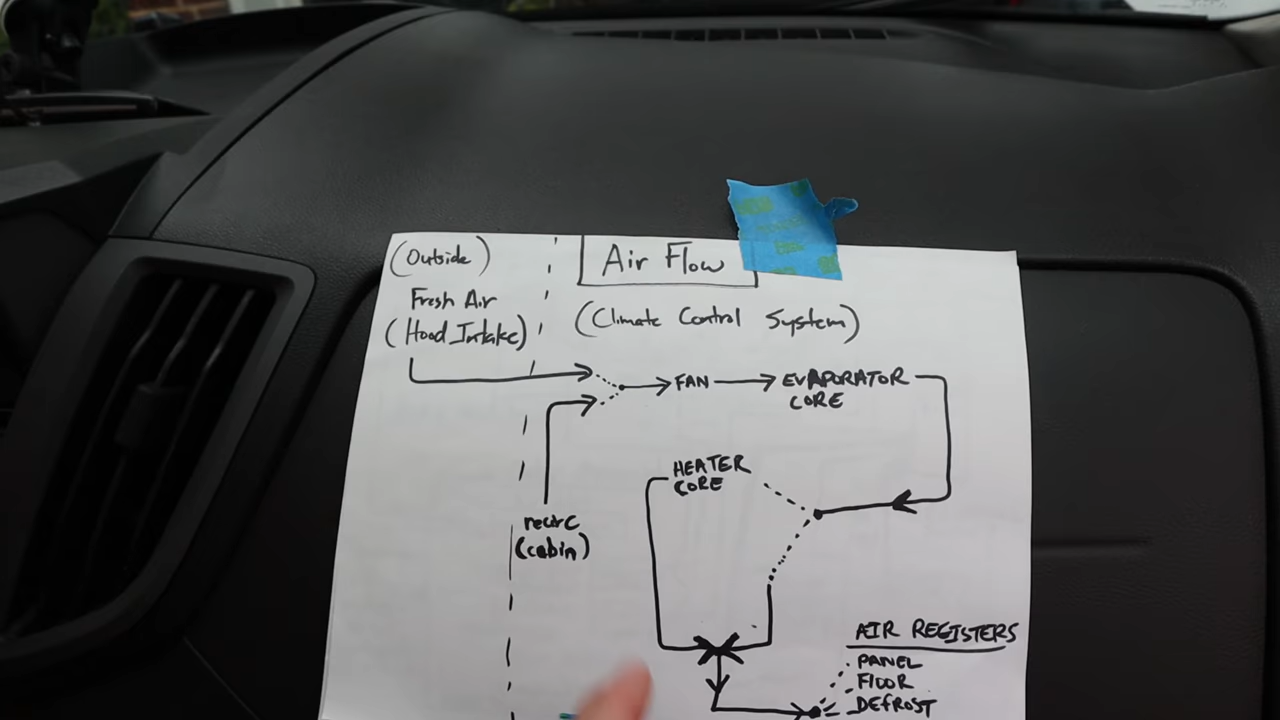 (Outside)
Air Flow
Fresh Air
(Hood Intake)
(Climate Control System)
FAN
EVAPORATOR
CORE
HEATER
CORE
recirc
(cabin)
AIR REGISTERS
PANEL
FLOOR
DEFROST